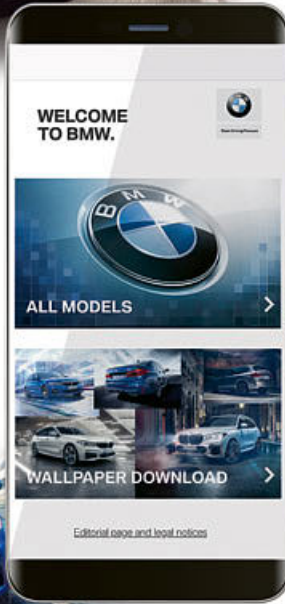 WELCOME
TO BMW.
BMW
ALL MODELS
WALLPAPER DOWNLOAD
Editorial page and legal notices